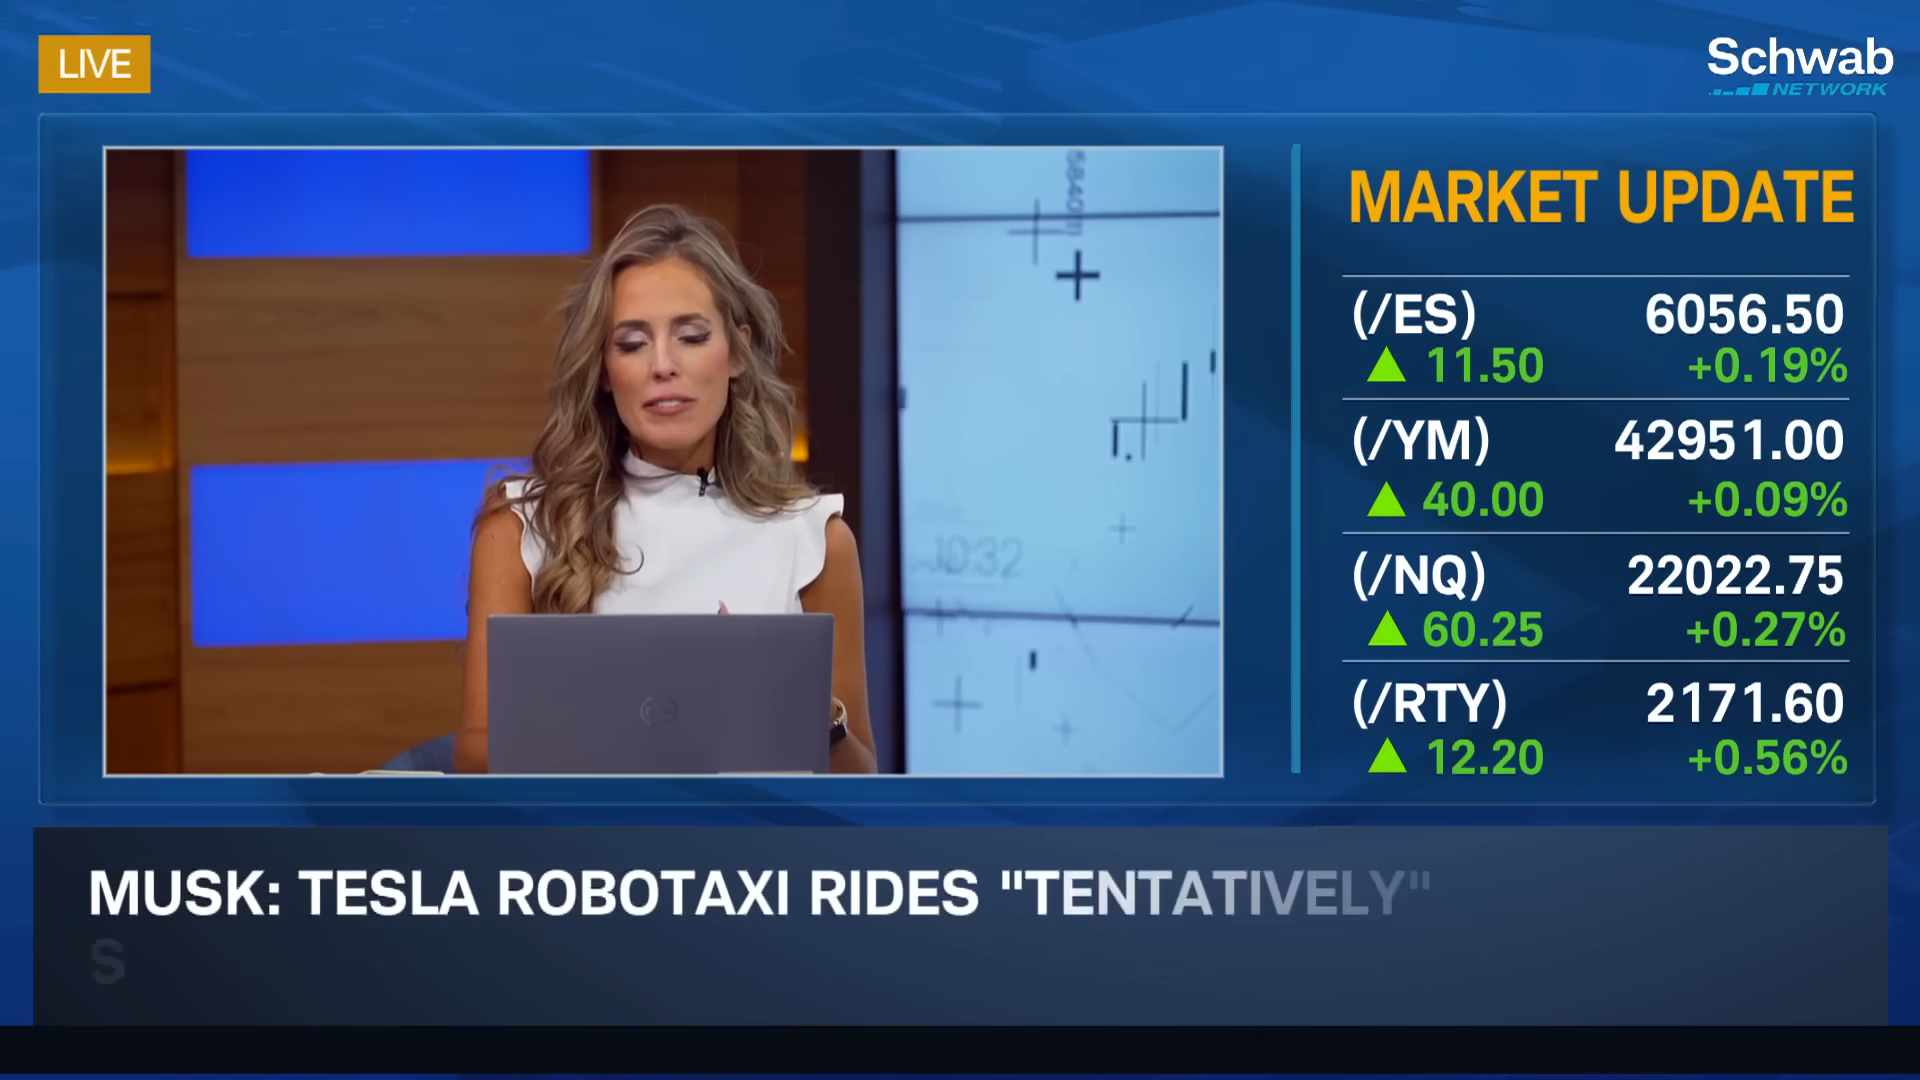 LIVE
Schwab
NETWORK
MARKET UPDATE
(/ES) 6056.50
▲ 11.50 +0.19%
(/YM) 42951.00
▲ 40.00 +0.09%
(/NQ) 22022.75
▲ 60.25 +0.27%
(/RTY) 2171.60
▲ 12.20 +0.56%
1032
MUSK: TESLA ROBOTAXI RIDES "TENTATIVELY"
S